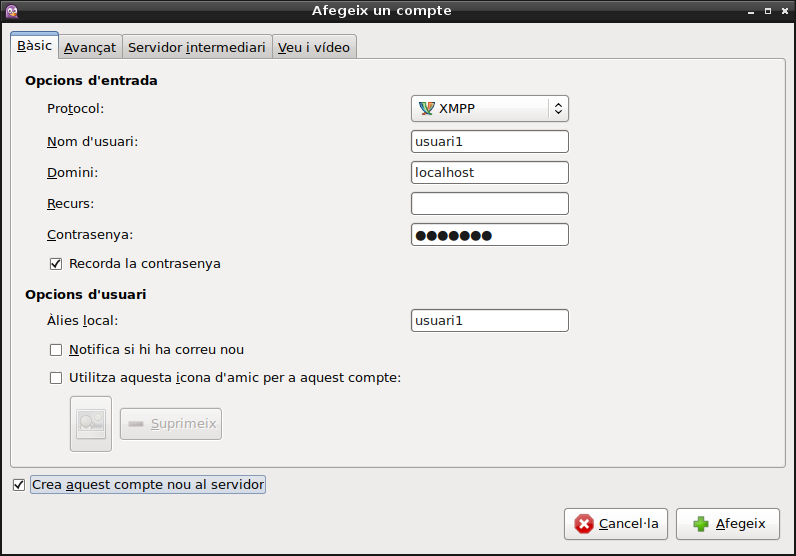 Afegeix un compte
Bàsic Avançat Servidor intermediari Veu i vídeo
Opcions d'entrada
Protocol: XMPP
Nom d'usuari: usuari1
Domini: localhost
Recurs:
Contrasenya: ●●●●●●●
Recorda la contrasenya
Opcions d'usuari
Àlies local: usuari1
Notifica si hi ha correu nou
Utilitza aquesta icona d'amic per a aquest compte:
Suprimeix
Crea aquest compte nou al servidor
Cancel·la Afegeix